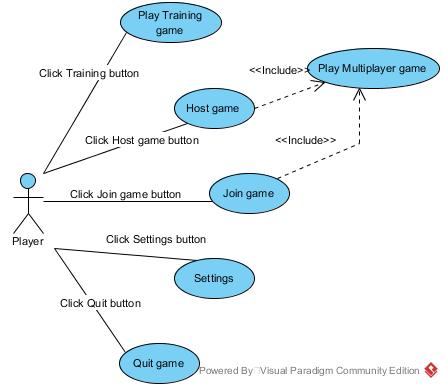 Play Training
game
Click Training button
<<Include>>
Play Multiplayer game
Host game
Click Host game button
<<Include>>
Click Join game button
Join game
Player
Click Settings button
Settings
Click Quit button
Quit game
Powered By Visual Paradigm Community Edition